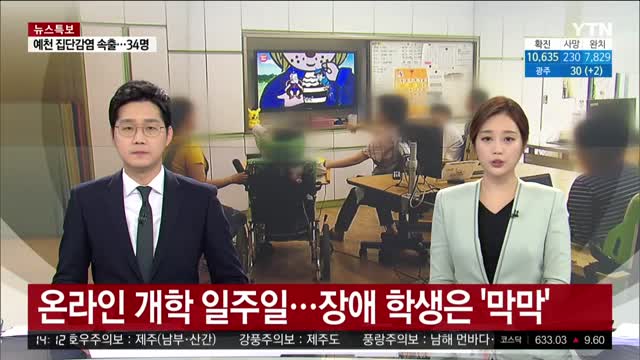 뉴스특보
예천 집단감염 속출…34명
YTN
확진 사망 완치
10,635 230 7,829
광주 30 (+2)
온라인 개학 일주일…장애 학생은 '막막'
14:12 호우주의보 : 제주(남부·산간) 강풍주의보 : 제주도 풍랑주의보 : 남해 먼바다· 코스닥 633.03 ▲ 9.60